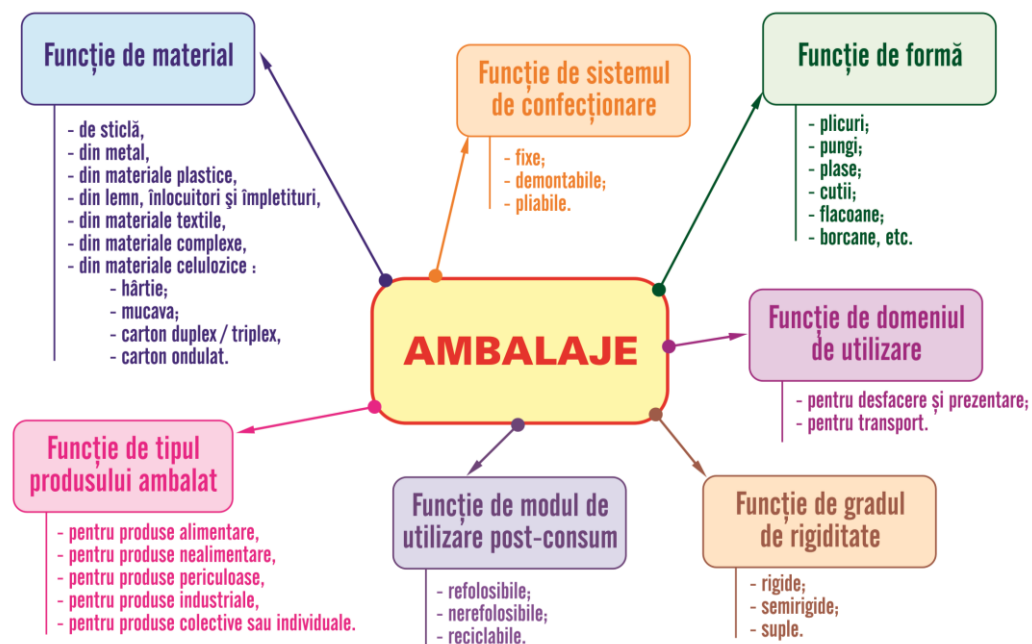 Funcție de material
- de sticlă,
- din metal,
- din materiale plastice,
- din lemn, înlocuitori şi împletituri,
- din materiale textile,
- din materiale complexe,
- din materiale celulozice :
- hârtie;
- mucava;
- carton duplex / triplex,
- carton ondulat.
Funcție de sistemul
de confecționare
- fixe;
- demontabile;
- pliabile.
Funcție de formă
- plicuri;
- pungi;
- plase;
- cutii;
- flacoane;
- borcane, etc.
AMBALAJE
Funcție de domeniul
de utilizare
- pentru desfacere și prezentare;
- pentru transport.
Funcție de tipul
produsului ambalat
- pentru produse alimentare,
- pentru produse nealimentare,
- pentru produse periculoase,
- pentru produse industriale,
- pentru produse colective sau individuale.
Funcție de modul de
utilizare post-consum
- refolosibile;
- nerefolosibile;
- reciclabile.
Funcție de gradul
de rigiditate
- rigide;
- semirigide;
- suple.